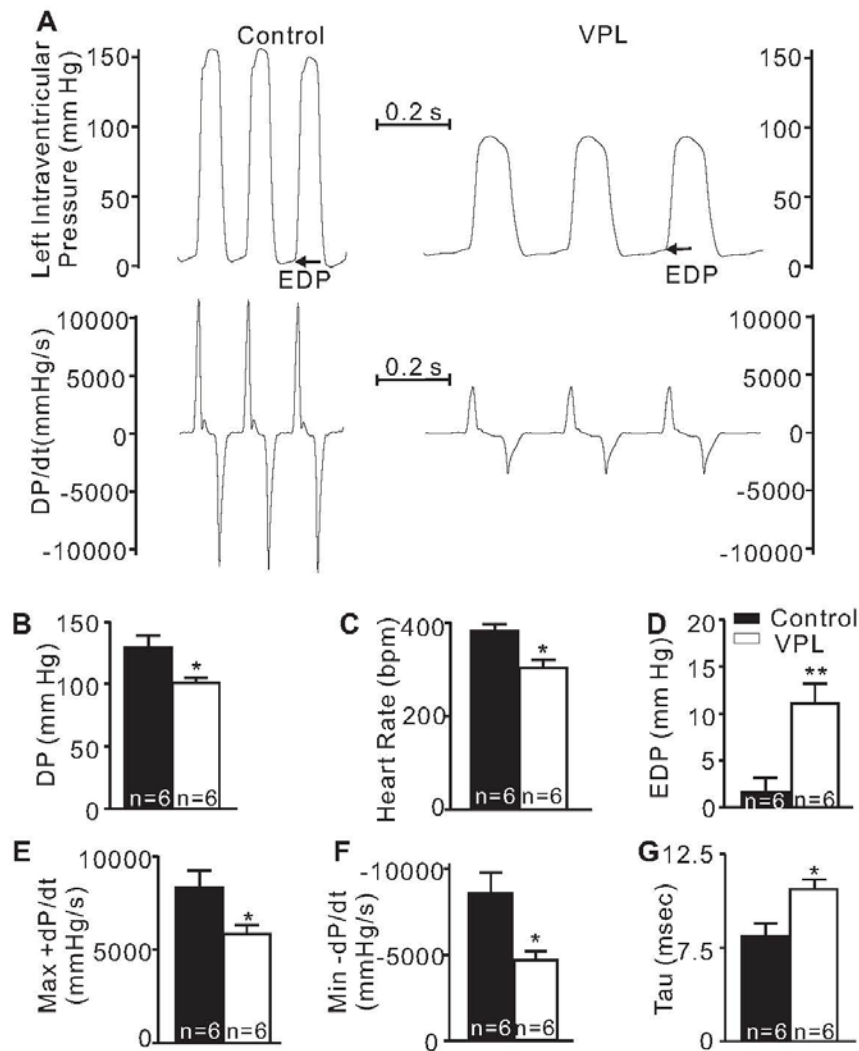 A
Control
VPL
Left Intraventricular
Pressure (mm Hg)
150
100
50
0
0.2 s
EDP
EDP
150
100
50
0
DP/dt(mmHg/s)
10000
5000
0
-5000
-10000
0.2 s
10000
5000
0
-5000
-10000
B
DP (mm Hg)
150
100
50
0
*
n=6 n=6
C
Heart Rate (bpm)
400
200
0
*
n=6 n=6
D
Control
VPL
EDP (mm Hg)
20
15
10
5
0
**
n=6 n=6
E
Max +dP/dt
(mmHg/s)
10000
5000
0
*
n=6 n=6
F
Min -dP/dt
(mmHg/s)
-
-5000
0
*
n=6 n=6
G
Tau (msec)
12.5
7.5
0
*
n=6 n=6